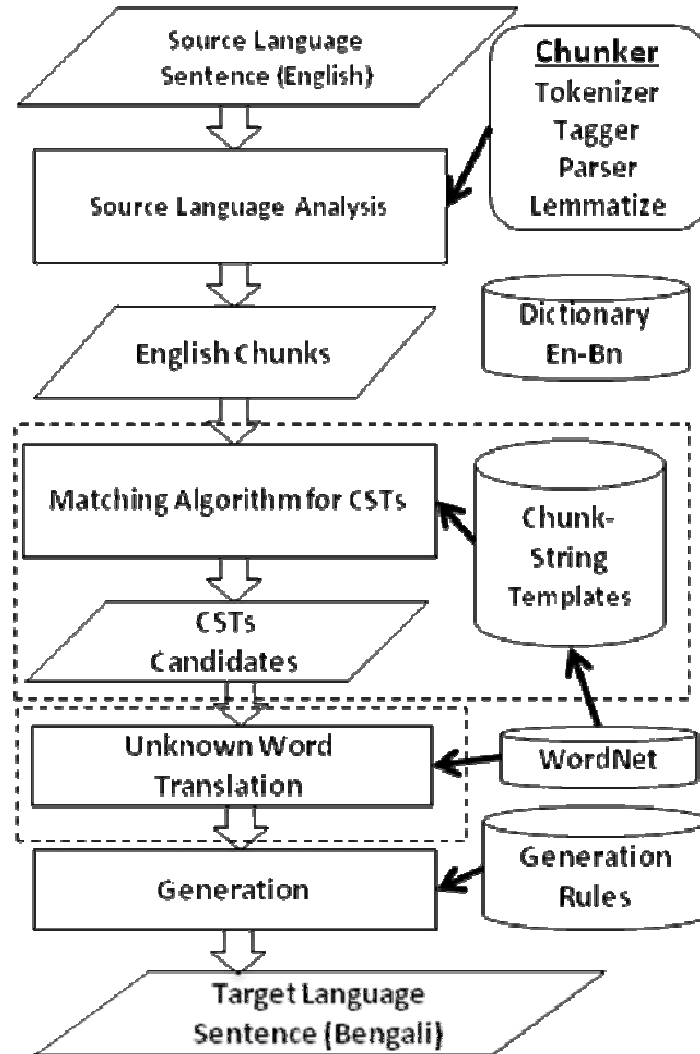 Source Language
Sentence (English)
Chunker
Tokenizer
Tagger
Parser
Lemmatize
Source Language Analysis
English Chunks
Dictionary
En-Bn
Matching Algorithm for CSTs
Chunk-
String
Templates
CSTs
Candidates
Unknown Word
Translation
WordNet
Generation
Generation
Rules
Target Language
Sentence (Bengali)